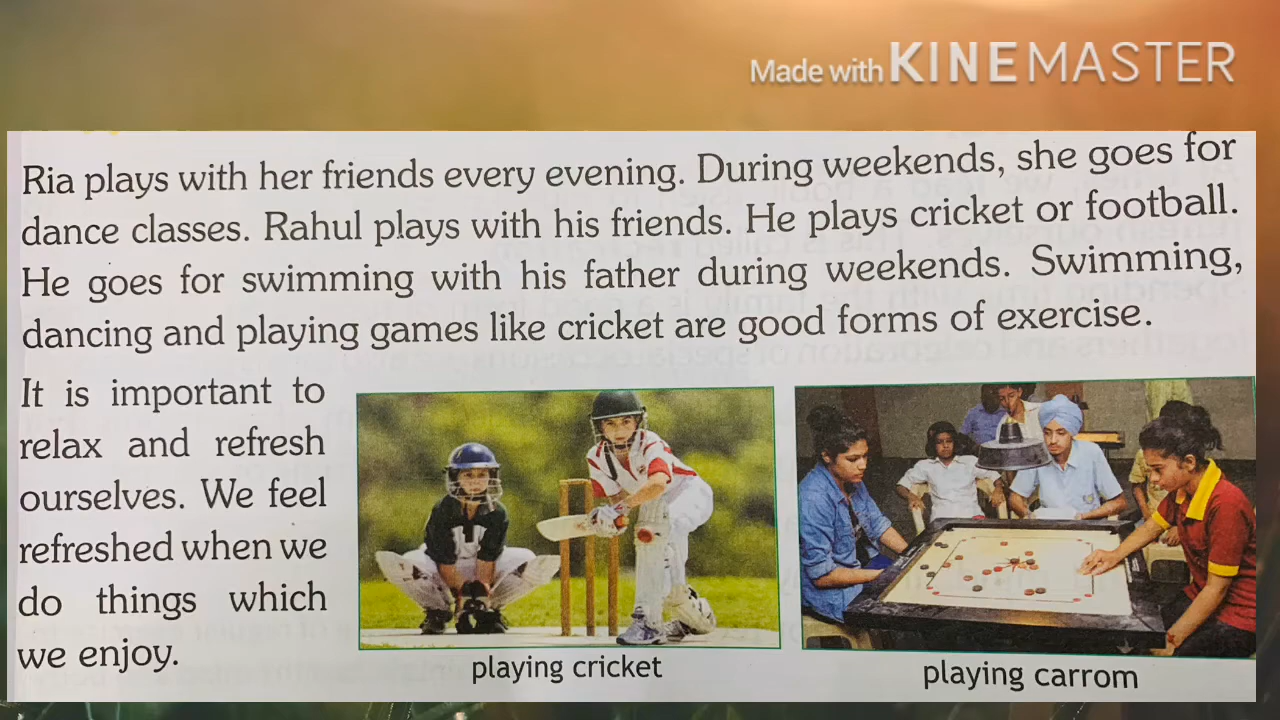 Made with KINEMASTER
Ria plays with her friends every evening. During weekends, she goes for
dance classes. Rahul plays with his friends. He plays cricket or football.
He goes for swimming with his father during weekends. Swimming,
dancing and playing games like cricket are good forms of exercise.
It is important to
relax and refresh
ourselves. We feel
refreshed when we
do things which
we enjoy.
playing cricket
playing carrom